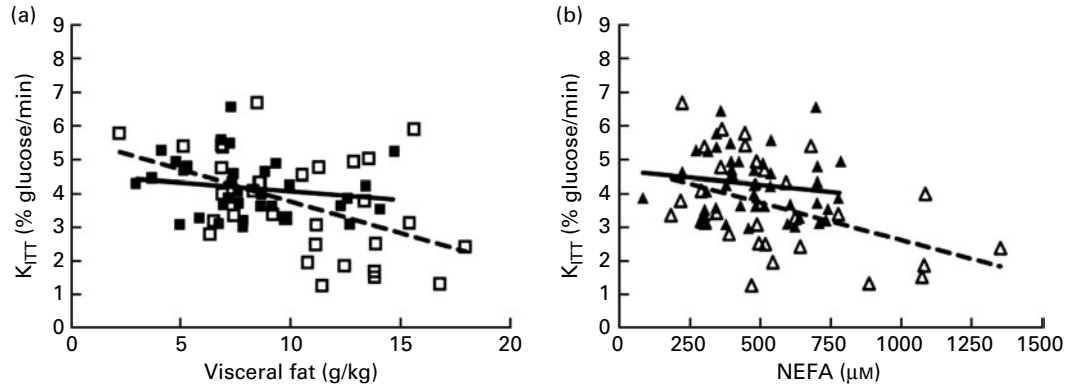 (a)
9
8
7
6
5
4
3
2
1
0
K_ITT (% glucose/min)
0 5 10 15 20
Visceral fat (g/kg)
(b)
9
8
7
6
5
4
3
2
1
0
K_ITT (% glucose/min)
0 250 500 750 1000 1250 1500
NEFA (μM)